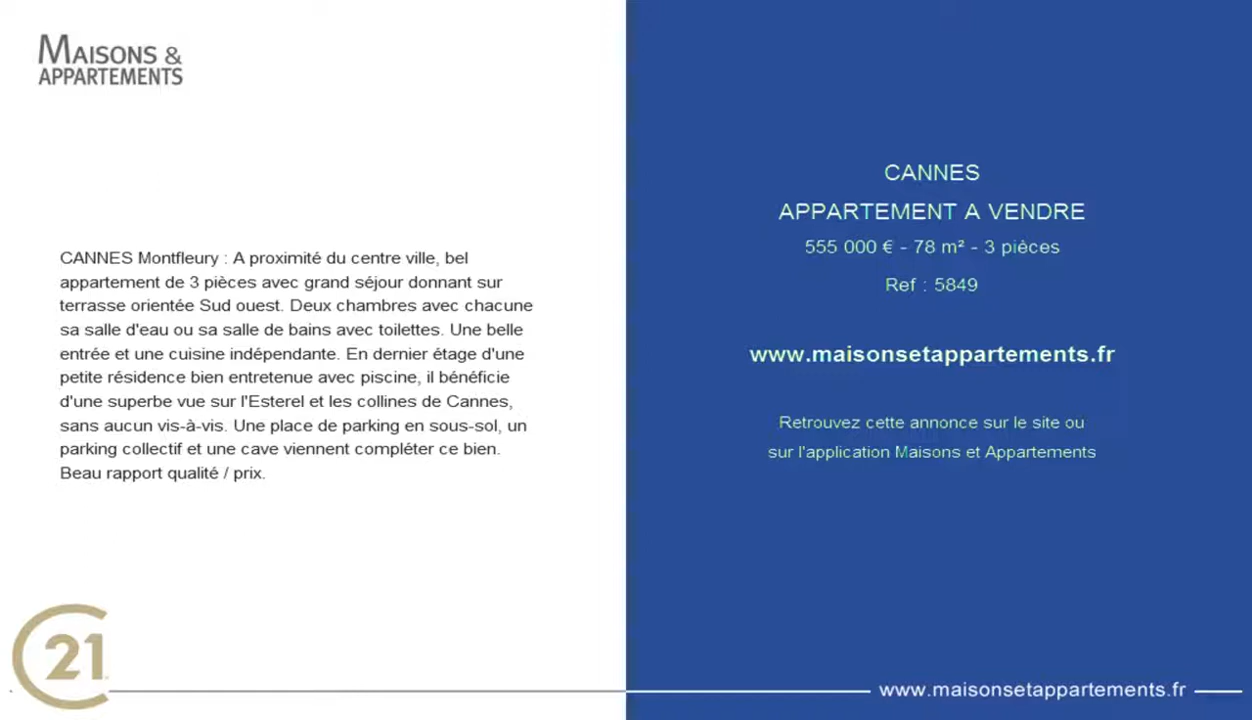 MAISONS &
APPARTEMENTS
CANNES Montfleury : A proximité du centre ville, bel
appartement de 3 pièces avec grand séjour donnant sur
terrasse orientée Sud ouest. Deux chambres avec chacune
sa salle d'eau ou sa salle de bains avec toilettes. Une belle
entrée et une cuisine indépendante. En dernier étage d'une
petite résidence bien entretenue avec piscine, il bénéficie
d'une superbe vue sur l'Esterel et les collines de Cannes,
sans aucun vis-à-vis. Une place de parking en sous-sol, un
parking collectif et une cave viennent compléter ce bien.
Beau rapport qualité / prix.
C21
CANNES
APPARTEMENT A VENDRE
555 000 € - 78 m² - 3 pièces
Ref : 5849
www.maisonsetappartements.fr
Retrouvez cette annonce sur le site ou
sur l'application Maisons et Appartements
www.maisonsetappartements.fr